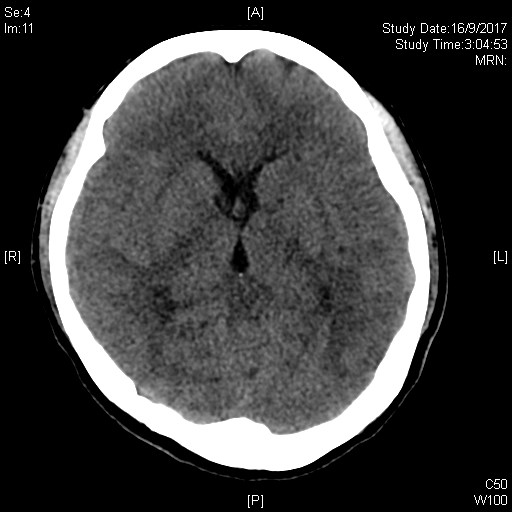 Se:4
Im:11
[A]
Study Date:16/9/2017
Study Time:3:04:53
MRN:
[R]
[L]
[P]
C50
W100